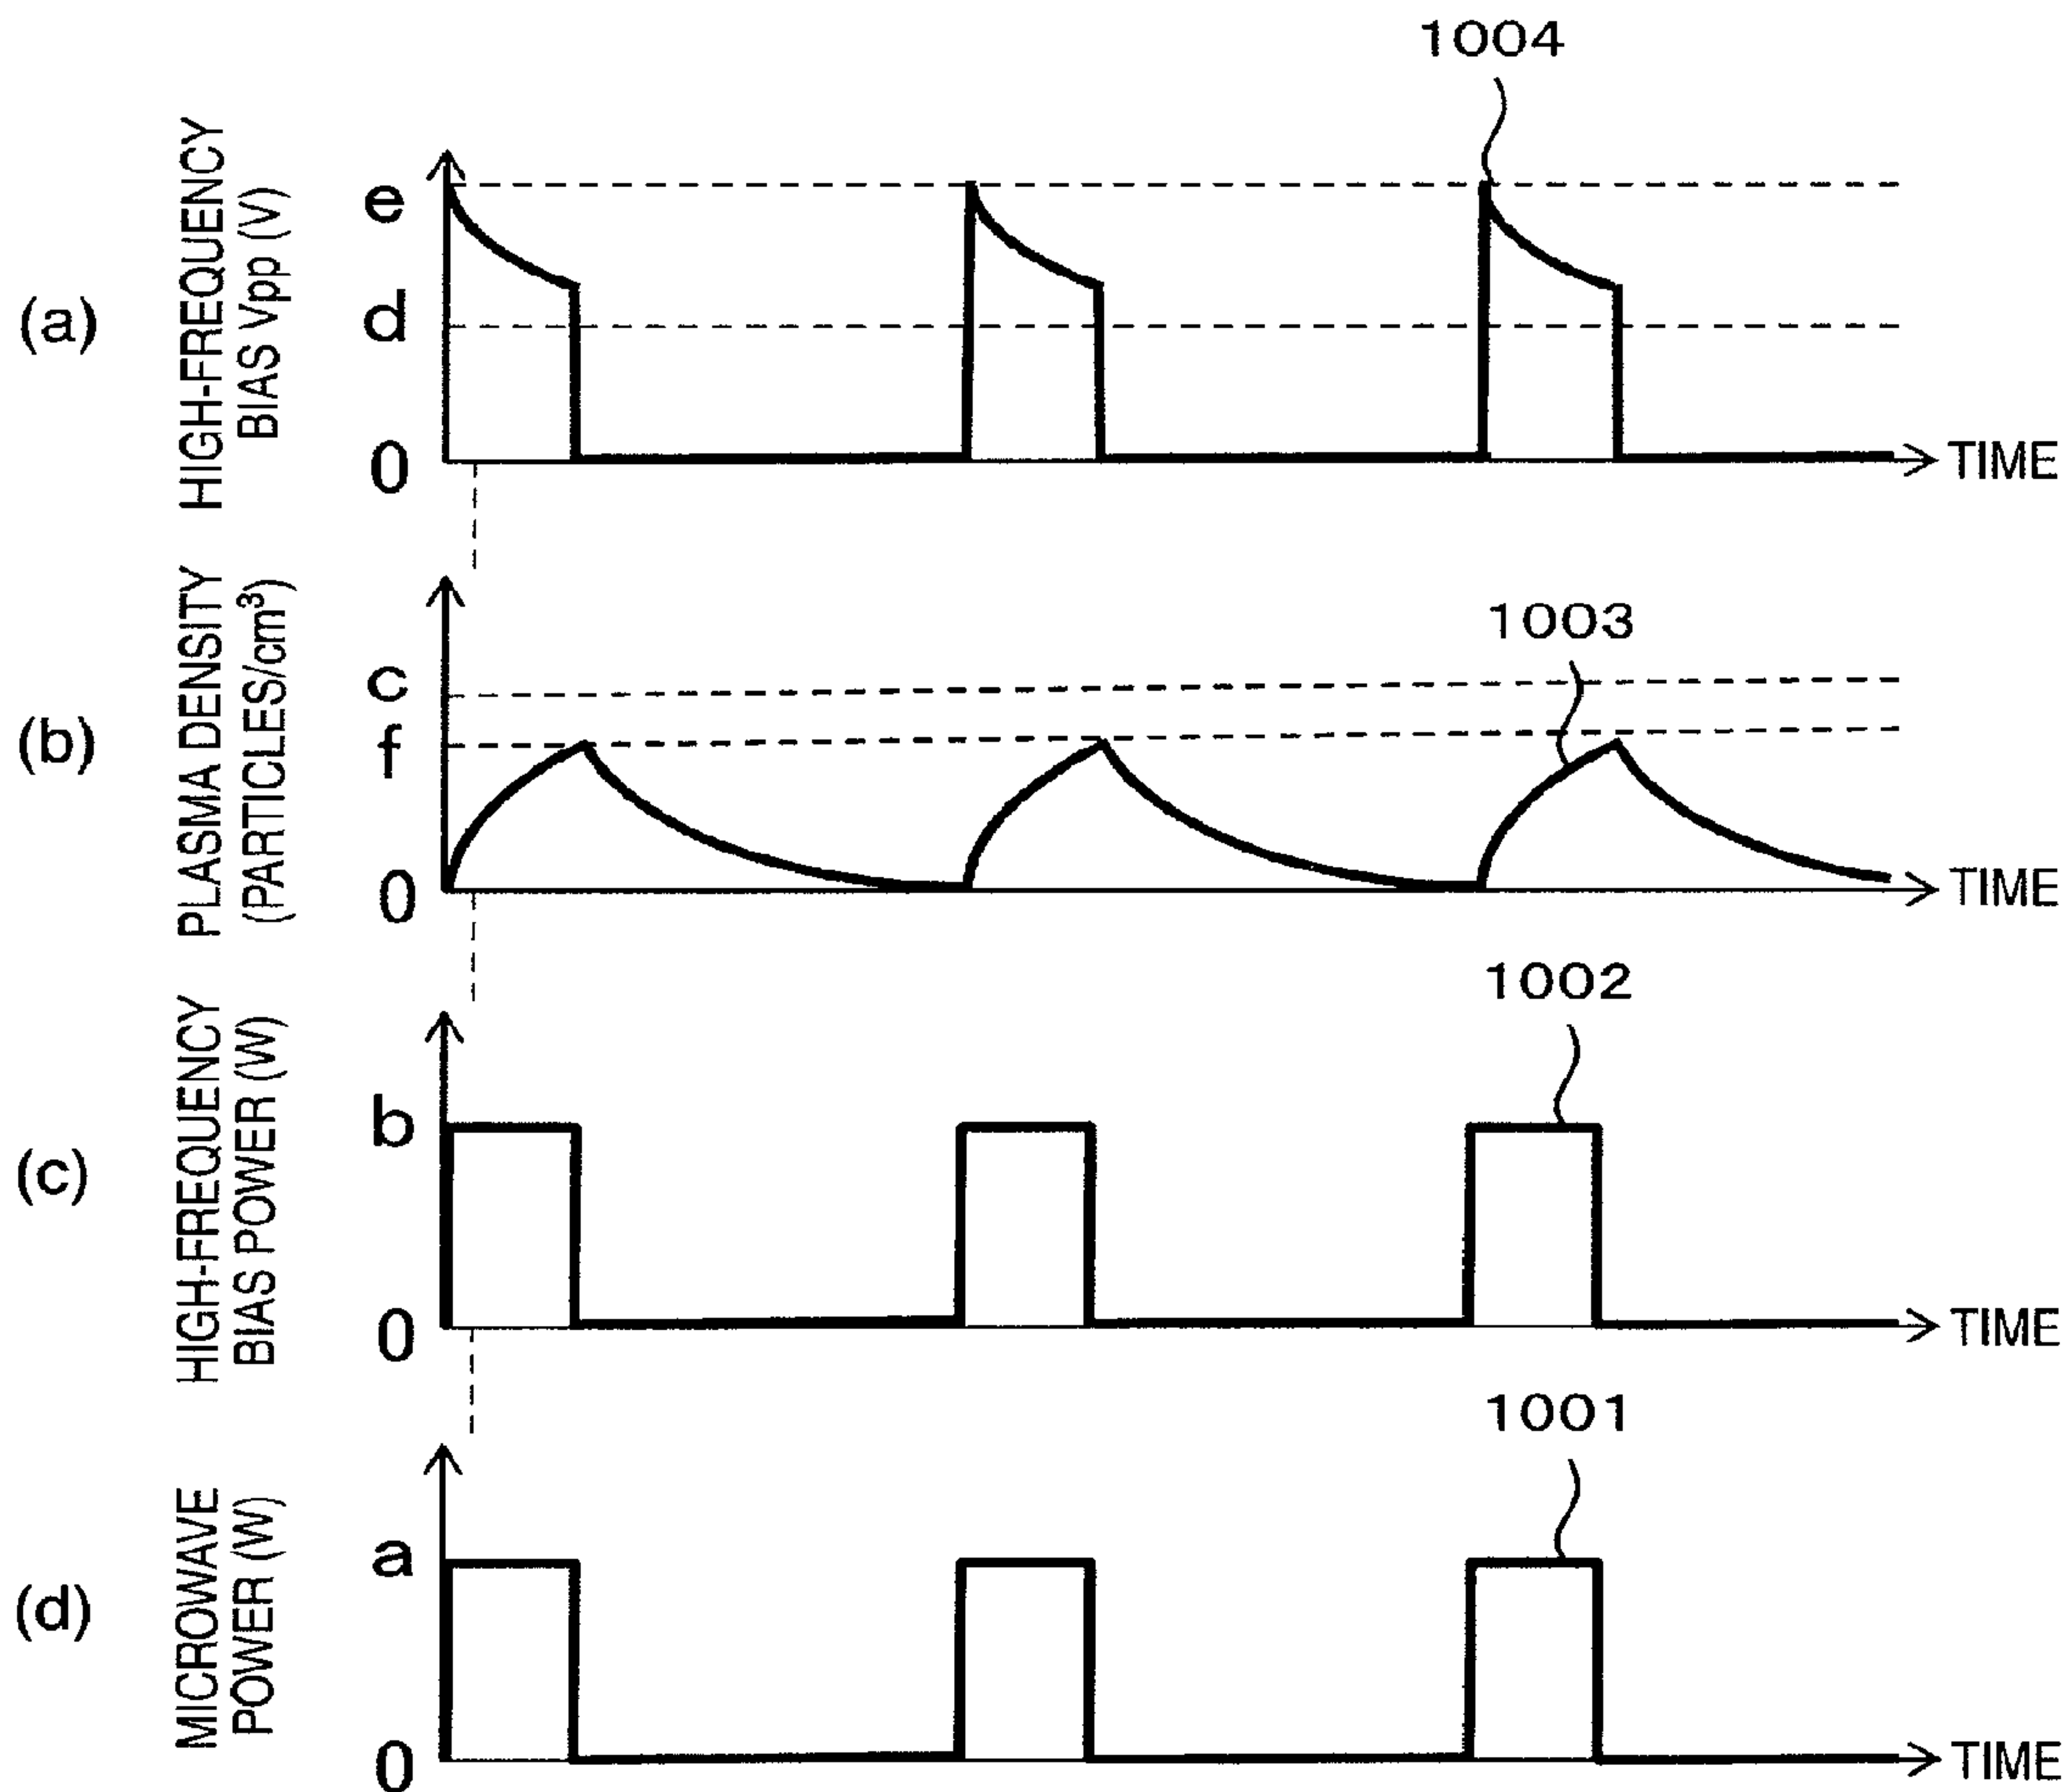 1004
(a)
HIGH-FREQUENCY
BIAS Vpp (V)
e
d
0
TIME
1003
(b)
PLASMA DENSITY
(PARTICLES/cm³)
c
f
0
TIME
1002
(c)
HIGH-FREQUENCY
BIAS POWER (W)
b
0
TIME
1001
(d)
MICROWAVE
POWER (W)
a
0
TIME